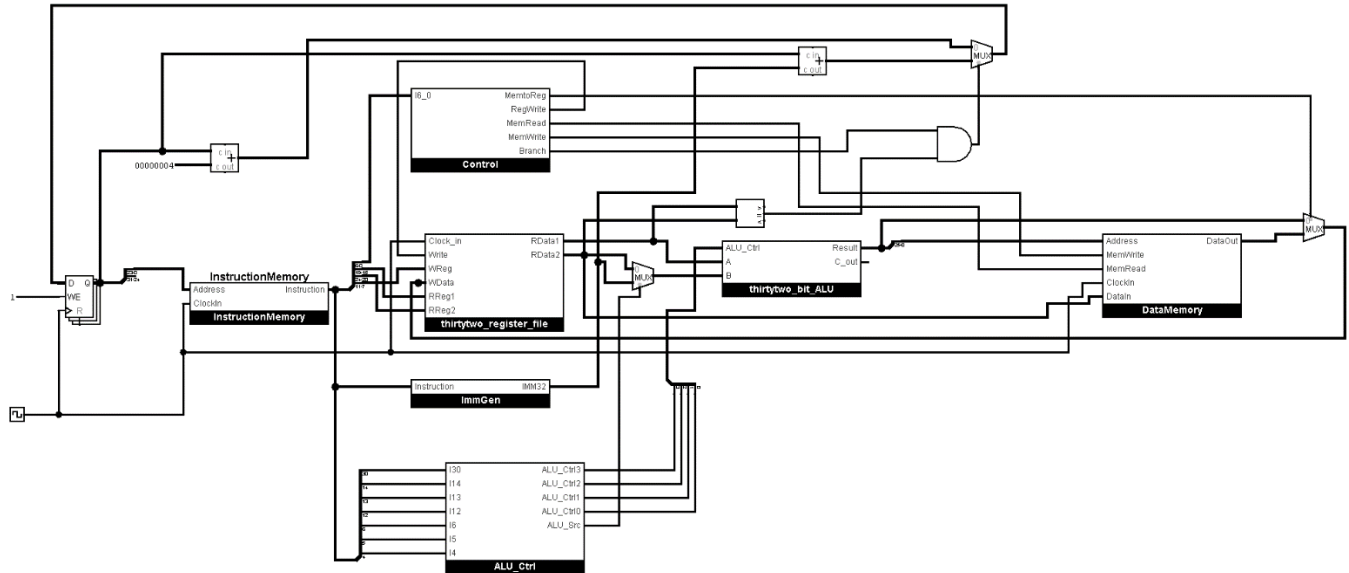 0
MUX
c in
+
c out
I6_0
MemtoReg
RegWrite
MemRead
MemWrite
Branch
Control
c in
+
c out
00000004
Clock_in
Write
WReg
WData
RReg1
RReg2
RData1
RData2
thirtytwo_register_file
0
MUX
ALU_Ctrl
A
B
Result
C_out
thirtytwo_bit_ALU
Address
MemWrite
MemRead
ClockIn
DataIn
DataOut
DataMemory
0
MUX
D Q
WE
R
1
InstructionMemory
Address
ClockIn
Instruction
InstructionMemory
Instruction
IMM32
ImmGen
I30
I14
I13
I12
I6
I5
I4
ALU_Ctrl3
ALU_Ctrl2
ALU_Ctrl1
ALU_Ctrl0
ALU_Src
ALU_Ctrl